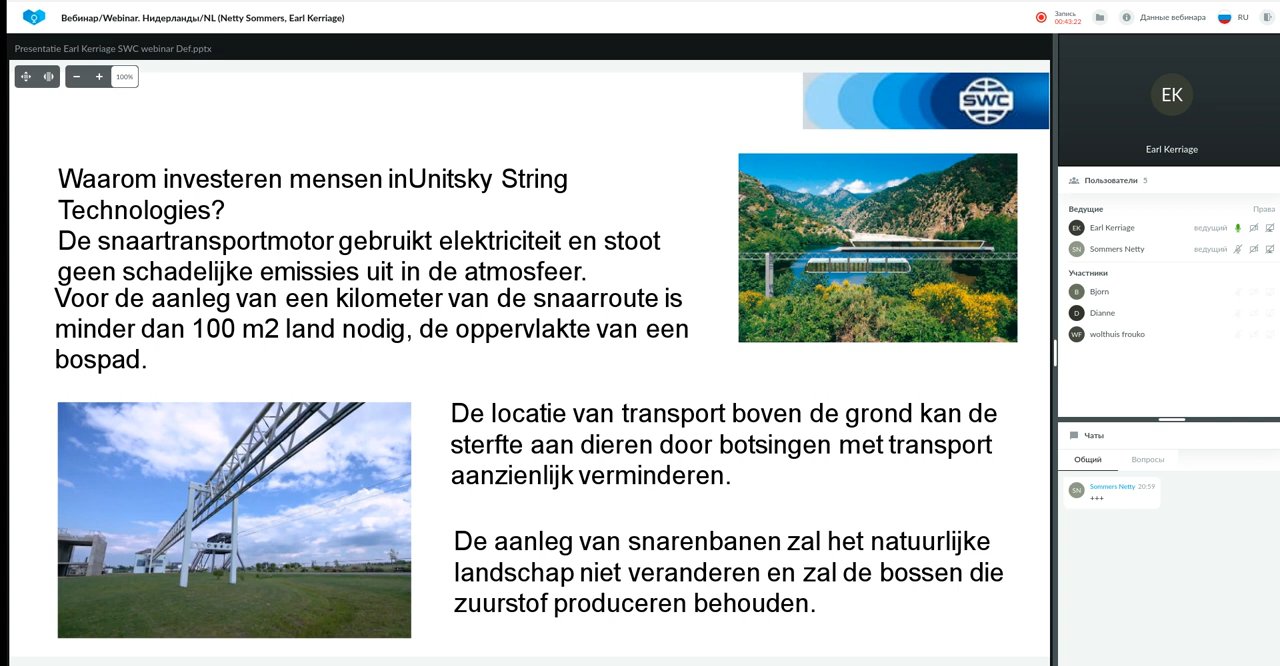 Вебинар/Webinar. Нидерланды/NL (Netty Sommers, Earl Kerriage)
Запись
00:43:22
Данные вебинара
RU
Presentatie Earl Kerriage SWC webinar Def.pptx
100%
SWC
Waarom investeren mensen inUnitsky String
Technologies?
De snaartransportmotor gebruikt elektriciteit en stoot
geen schadelijke emissies uit in de atmosfeer.
Voor de aanleg van een kilometer van de snaarroute is
minder dan 100 m2 land nodig, de oppervlakte van een
bospad.
De locatie van transport boven de grond kan de
sterfte aan dieren door botsingen met transport
aanzienlijk verminderen.
De aanleg van snarenbanen zal het natuurlijke
landschap niet veranderen en zal de bossen die
zuurstof produceren behouden.
EK
Earl Kerriage
Пользователи 5
Ведущие Права
EK Earl Kerriage ведущий
SN Sommers Netty ведущий
Участники
B Bjorn
D Dianne
WF wolthuis frouko
Чаты
Общий Вопросы
SN Sommers Netty 20:59
+++